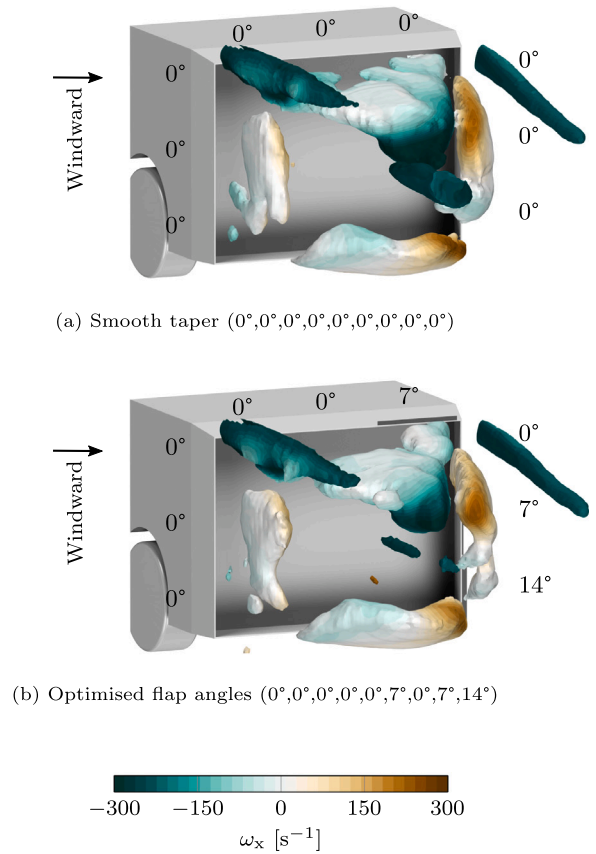 0° 0° 0°
0° 0°
Windward
0° 0°
0° 0°
(a) Smooth taper (0°,0°,0°,0°,0°,0°,0°,0°,0°)
0° 0° 7°
0° 0°
Windward
0° 7°
0° 14°
(b) Optimised flap angles (0°,0°,0°,0°,0°,7°,0°,7°,14°)
−300 −150 0 150 300
ωx [s−1]